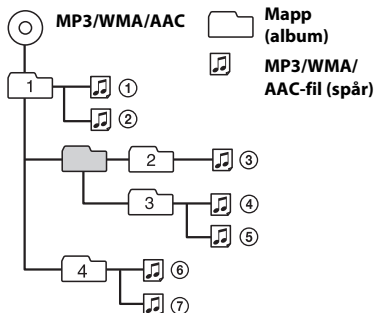 MP3/WMA/AAC
Mapp
(album)
MP3/WMA/
AAC-fil (spår)
1
①
②
2
③
3
④
⑤
4
⑥
⑦